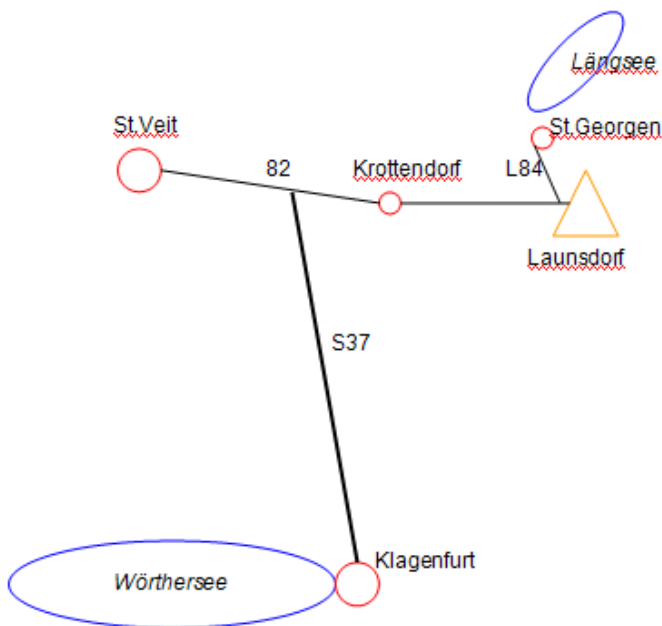 Längsee
St.Veit
St.Georgen
82
Krottendorf
L84
Launsdorf
S37
Klagenfurt
Wörthersee